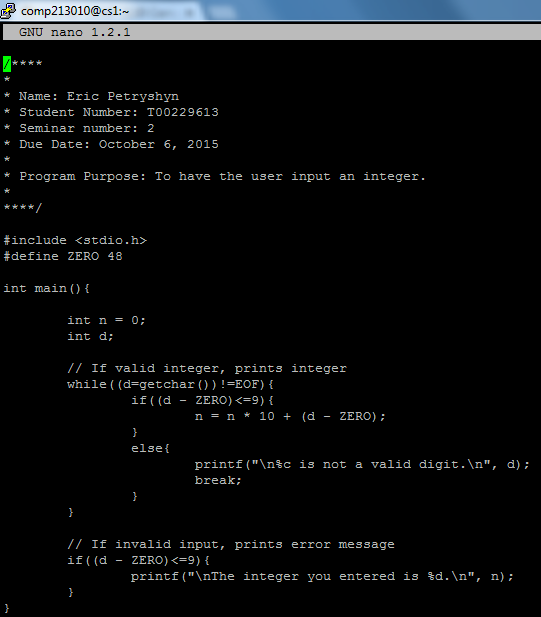 comp213010@cs1:~
GNU nano 1.2.1
/****
*
* Name: Eric Petryshyn
* Student Number: T00229613
* Seminar number: 2
* Due Date: October 6, 2015
*
* Program Purpose: To have the user input an integer.
*
****/
#include <stdio.h>
#define ZERO 48
int main(){
int n = 0;
int d;
// If valid integer, prints integer
while((d=getchar())!=EOF){
if((d - ZERO)<=9){
n = n * 10 + (d - ZERO);
}
else{
printf("\n%c is not a valid digit.\n", d);
break;
}
}
// If invalid input, prints error message
if((d - ZERO)<=9){
printf("\nThe integer you entered is %d.\n", n);
}
}